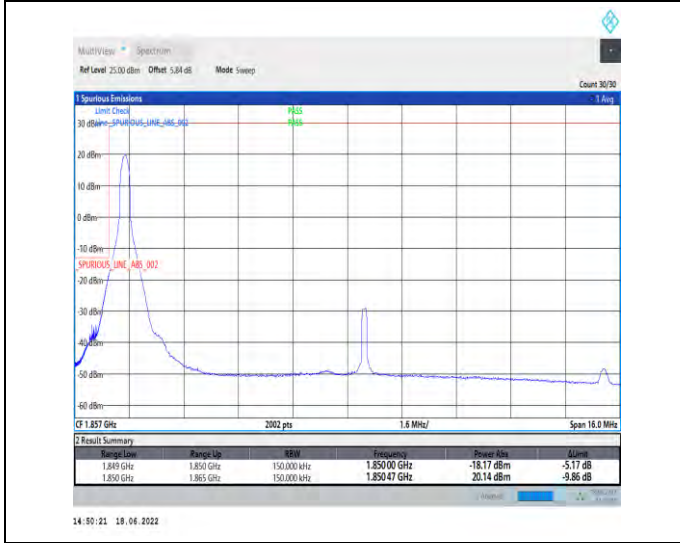 MultiView Spectrum
Ref Level 25.00 dBm Offset 5.84 dB Mode Sweep
Count 30/30
1 Spurious Emissions 1 Avg
Limit Check PASS
30 dBm _SPURIOUS_LINE_ABS_002 PASS
20 dBm
10 dBm
0 dBm
-10 dBm
_SPURIOUS_LINE_ABS_002
-20 dBm
-30 dBm
-40 dBm
-50 dBm
-60 dBm
CF 1.857 GHz 2002 pts 1.6 MHz/ Span 16.0 MHz
2 Result Summary
Range Low Range Up RBW Frequency Power Abs ΔLimit
1.849 GHz 1.850 GHz 150.000 kHz 1.85000 GHz -18.17 dBm -5.17 dB
1.850 GHz 1.865 GHz 150.000 kHz 1.85047 GHz 20.14 dBm -9.86 dB
14:50:21 18.06.2022